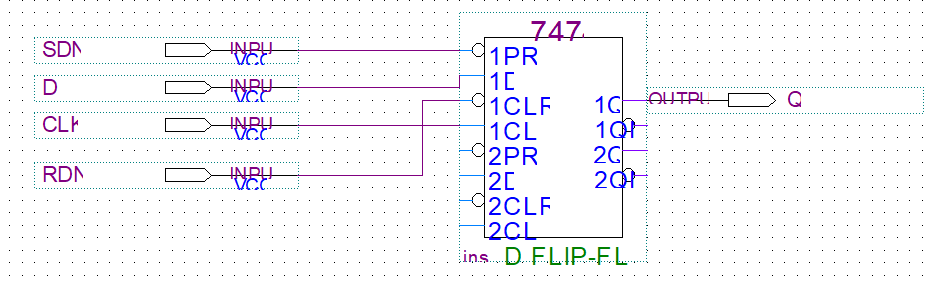 747
SDN INPU VCC
1PR
D INPU VCC
1D
1CLR
1Q OUTPU Q
CLK INPU VCC
1CL
1QN
2PR
2Q
RDN INPU VCC
2D
2QN
2CLR
2CL
ins D FLIP-FL